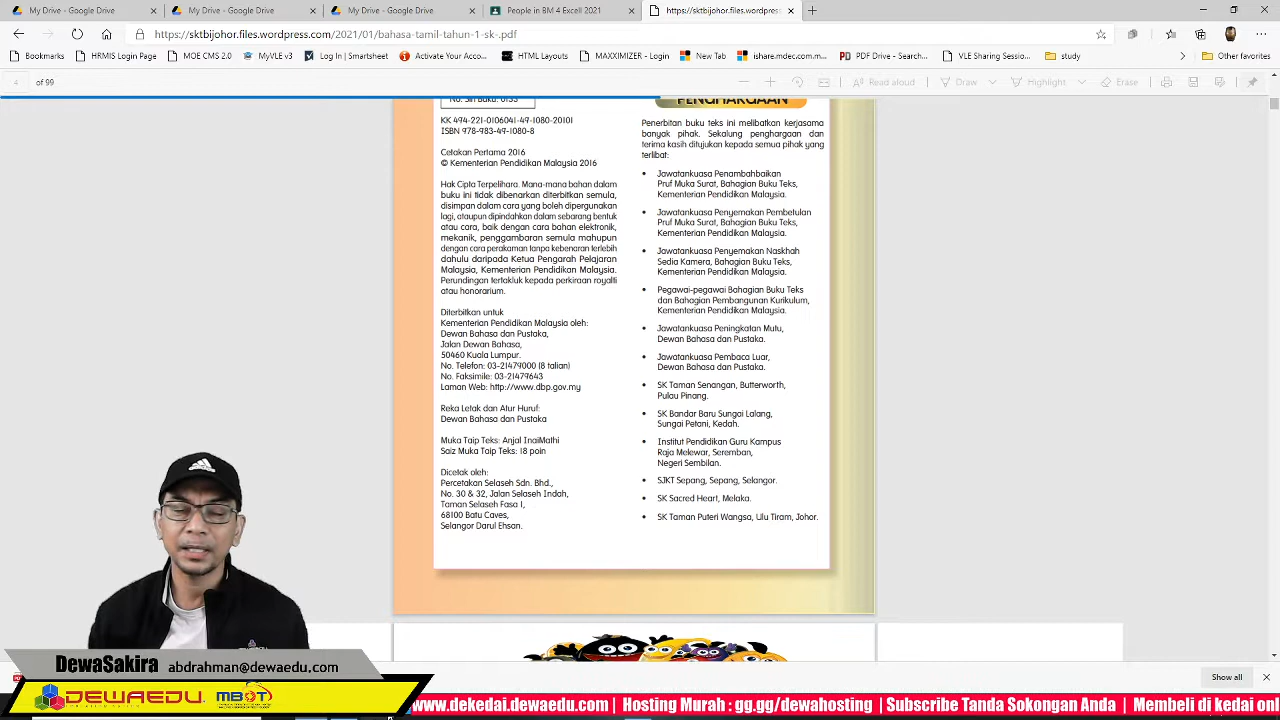 My Drive - Google Drive
My Drive - Google Drive
My Drive - Google Drive
People in BM 4 Excell 2021
https://sktbijohor.files.wordpress
https://sktbijohor.files.wordpress.com/2021/01/bahasa-tamil-tahun-1-sk-.pdf
Bookmarks
HRMIS Login Page
MOE CMS 2.0
MyVLE v3
Log In | Smartsheet
Activate Your Acco...
HTML Layouts
MAXXIMIZER
New Tab
ishare.mdec.com.m...
PDF Drive - Search...
VLE Sharing Session...
study
Other favorites
4 of 99
Read aloud
Draw
Highlight
Erase
No. Siri Buku: 0133
KK 494-221-0106041-49-1080-20101
ISBN 978-983-49-1080-8
Cetakan Pertama 2016
© Kementerian Pendidikan Malaysia 2016
Hak Cipta Terpelihara. Mana-mana bahan dalam
buku ini tidak dibenarkan diterbitkan semula,
disimpan dalam cara yang boleh dipergunakan
lagi, ataupun dipindahkan dalam sebarang bentuk
atau cara, baik dengan cara bahan elektronik,
mekanik, penggambaran semula mahupun
dengan cara perakaman tanpa kebenaran terlebih
dahulu daripada Ketua Pengarah Pelajaran
Malaysia, Kementerian Pendidikan Malaysia.
Perundingan tertakluk kepada perkiraan royalti
atau honorarium.
Diterbitkan untuk
Kementerian Pendidikan Malaysia oleh:
Dewan Bahasa dan Pustaka,
Jalan Dewan Bahasa,
50460 Kuala Lumpur.
No. Telefon: 03-21479000 (8 talian)
No. Faksimile: 03-21479643
Laman Web: http://www.dbp.gov.my
Reka Letak dan Atur Huruf:
Dewan Bahasa dan Pustaka
Muka Taip Teks: Anjal InaiMathi
Saiz Muka Taip Teks: 18 poin
Dicetak oleh:
Percetakan Selaseh Sdn. Bhd.,
No. 30 & 32, Jalan Selaseh Indah,
Taman Selaseh Fasa 1,
68100 Batu Caves,
Selangor Darul Ehsan.
PENGHARGAAN
Penerbitan buku teks ini melibatkan kerjasama
banyak pihak. Sekalung penghargaan dan
terima kasih ditujukan kepada semua pihak yang
terlibat:
• Jawatankuasa Penambahbaikan
Pruf Muka Surat, Bahagian Buku Teks,
Kementerian Pendidikan Malaysia.
• Jawatankuasa Penyemakan Pembetulan
Pruf Muka Surat, Bahagian Buku Teks,
Kementerian Pendidikan Malaysia.
• Jawatankuasa Penyemakan Naskhah
Sedia Kamera, Bahagian Buku Teks,
Kementerian Pendidikan Malaysia.
• Pegawai-pegawai Bahagian Buku Teks
dan Bahagian Pembangunan Kurikulum,
Kementerian Pendidikan Malaysia.
• Jawatankuasa Peningkatan Mutu,
Dewan Bahasa dan Pustaka.
• Jawatankuasa Pembaca Luar,
Dewan Bahasa dan Pustaka.
• SK Taman Senangan, Butterworth,
Pulau Pinang.
• SK Bandar Baru Sungai Lalang,
Sungai Petani, Kedah.
• Institut Pendidikan Guru Kampus
Raja Melewar, Seremban,
Negeri Sembilan.
• SJKT Sepang, Sepang, Selangor.
• SK Sacred Heart, Melaka.
• SK Taman Puteri Wangsa, Ulu Tiram, Johor.
DewaSakira abdrahman@dewaedu.com
DEWAEDU MBOT
Show all
www.dekedai.dewaedu.com | Hosting Murah : gg.gg/dewahosting | Subscribe Tanda Sokongan Anda | Membeli di kedai onl